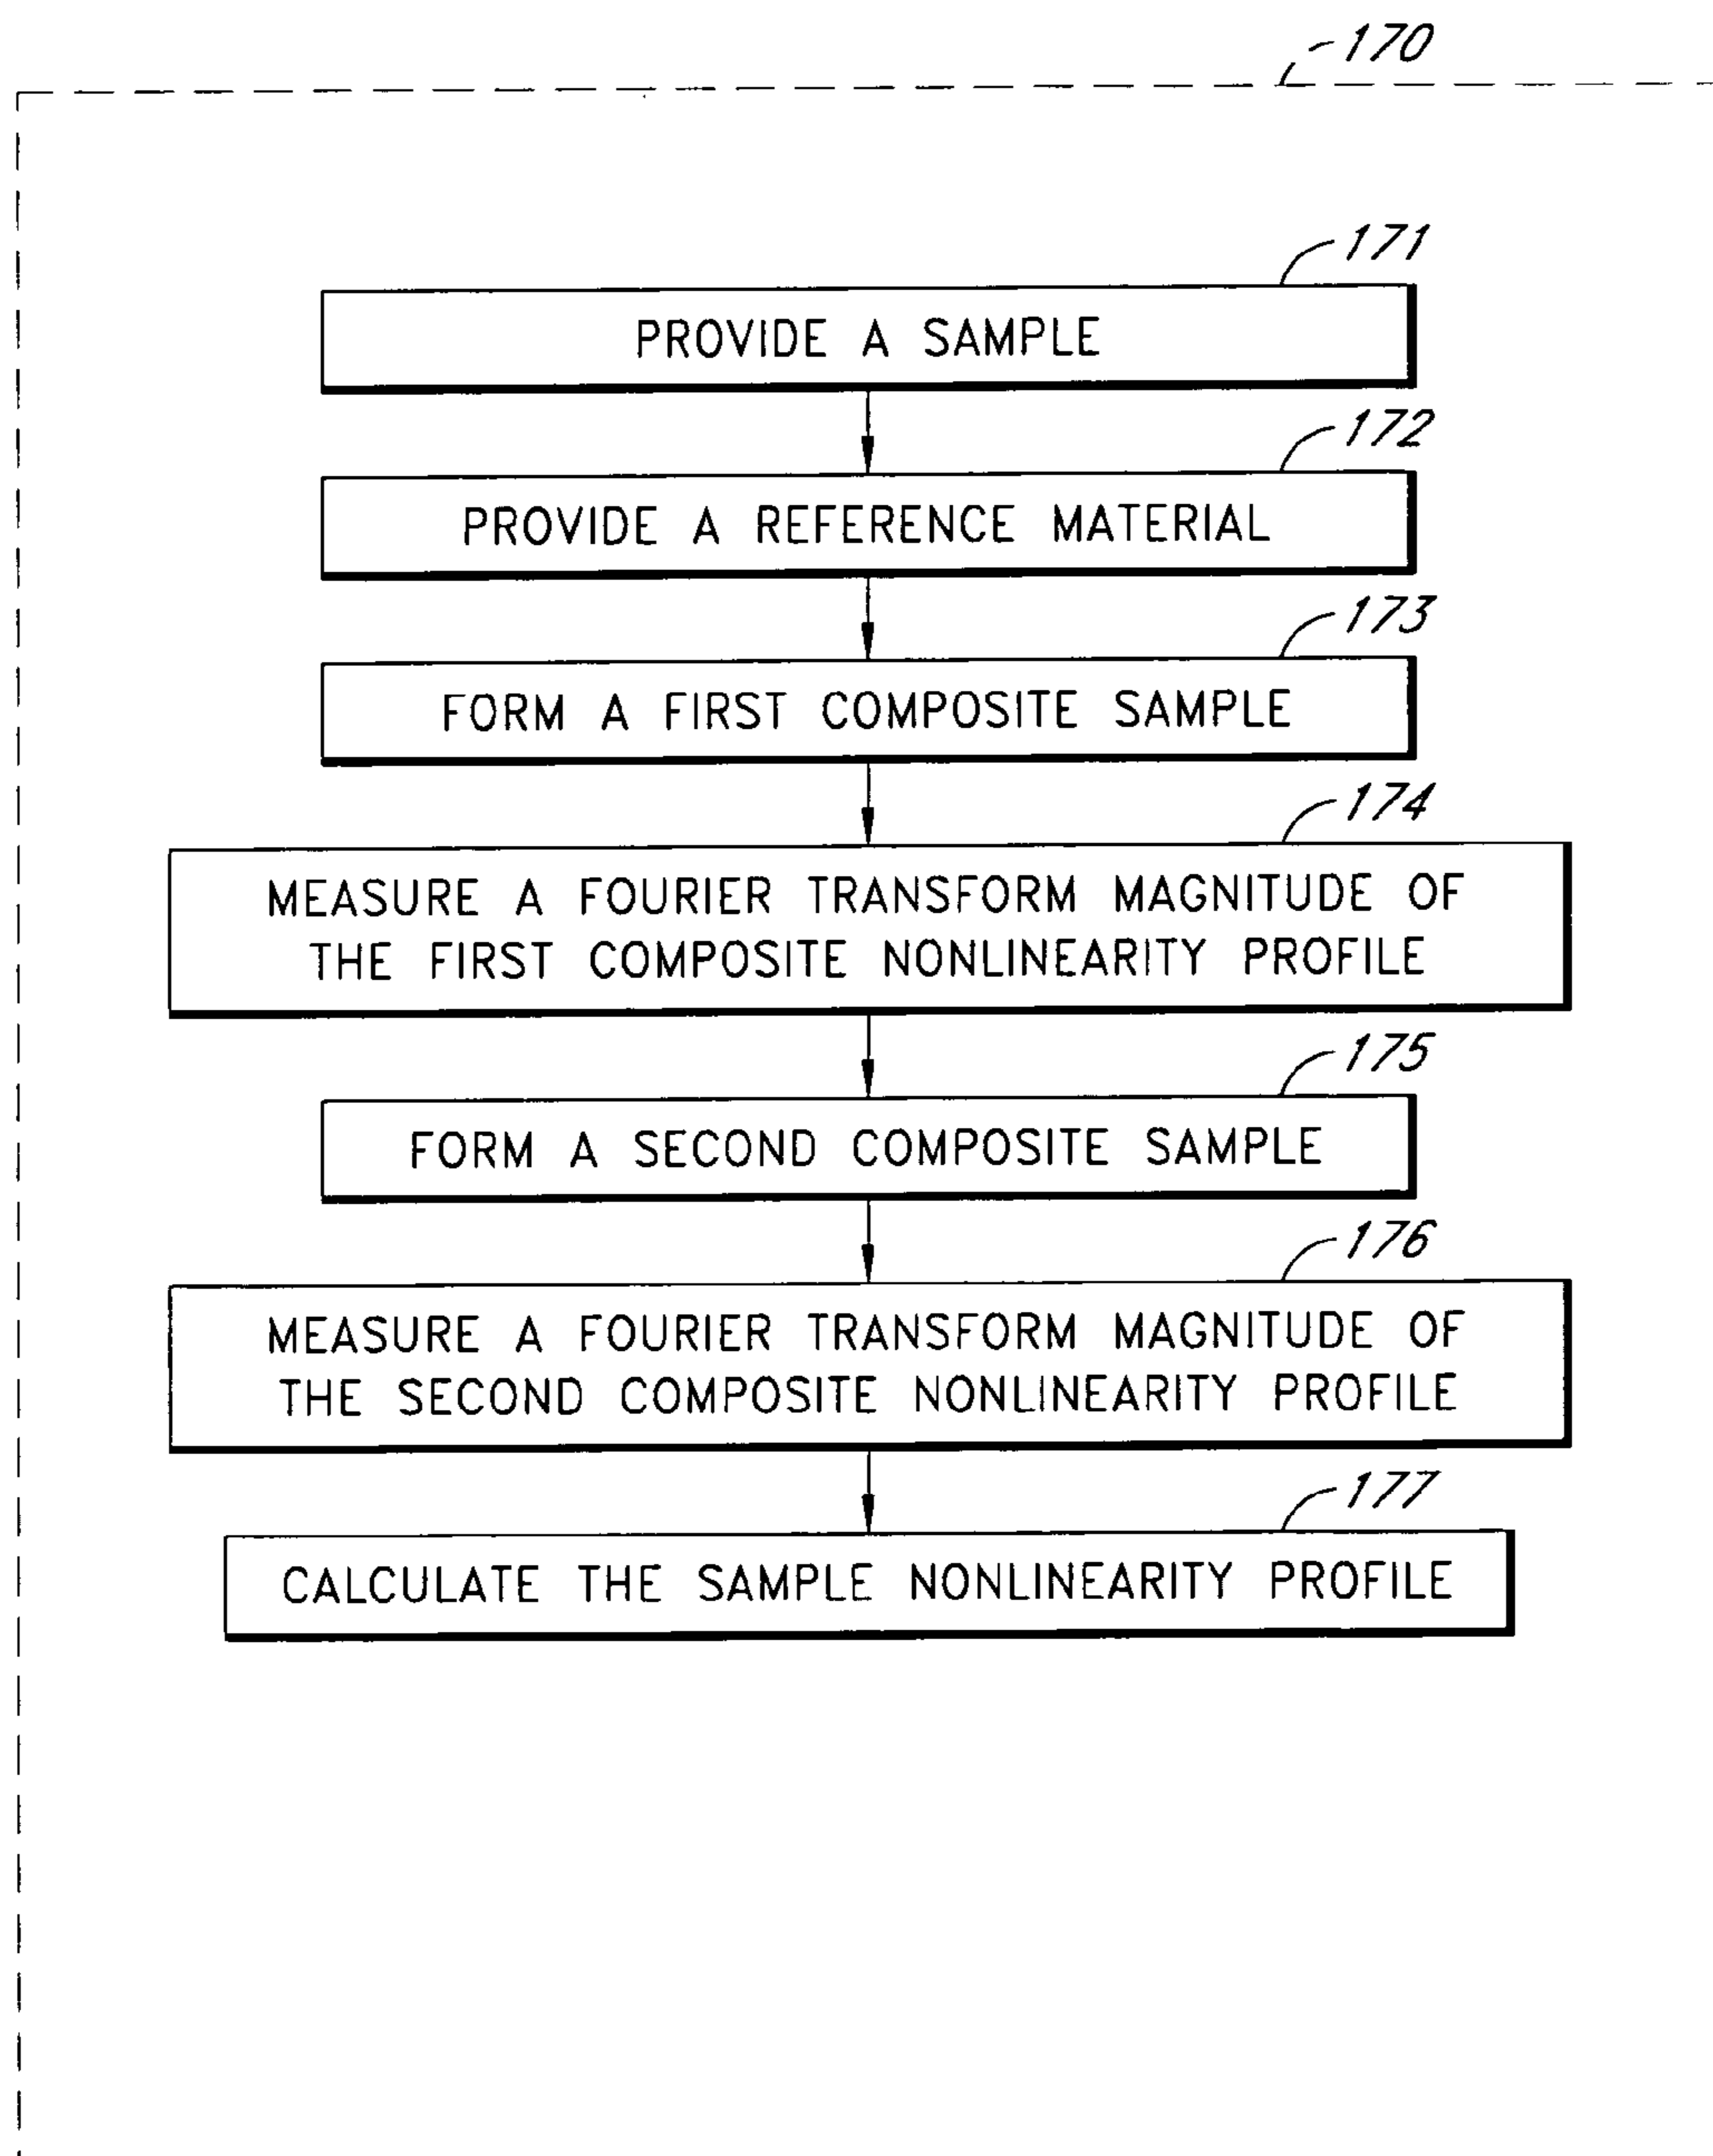 170
171
PROVIDE A SAMPLE
172
PROVIDE A REFERENCE MATERIAL
173
FORM A FIRST COMPOSITE SAMPLE
174
MEASURE A FOURIER TRANSFORM MAGNITUDE OF
THE FIRST COMPOSITE NONLINEARITY PROFILE
175
FORM A SECOND COMPOSITE SAMPLE
176
MEASURE A FOURIER TRANSFORM MAGNITUDE OF
THE SECOND COMPOSITE NONLINEARITY PROFILE
177
CALCULATE THE SAMPLE NONLINEARITY PROFILE